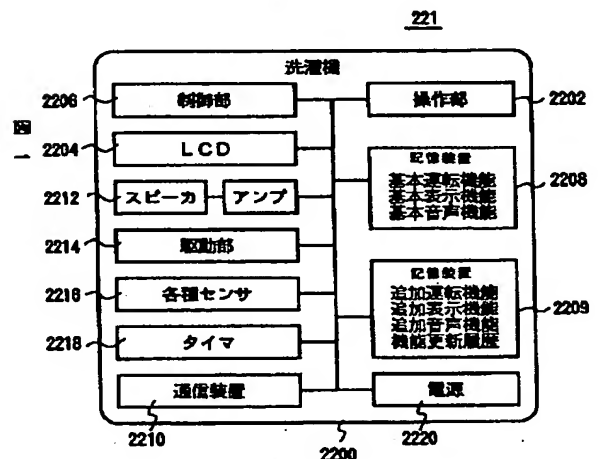 221
洗濯機
2206 制御部
操作部 2202
図一
2204 LCD
2212 スピーカ アンプ
記憶装置
基本運転機能
基本表示機能
基本音声機能
2208
2214 駆動部
2216 各種センサ
記憶装置
追加運転機能
追加表示機能
追加音声機能
機能更新履歴
2209
2218 タイマ
通信装置
電源
2210
2200
2220